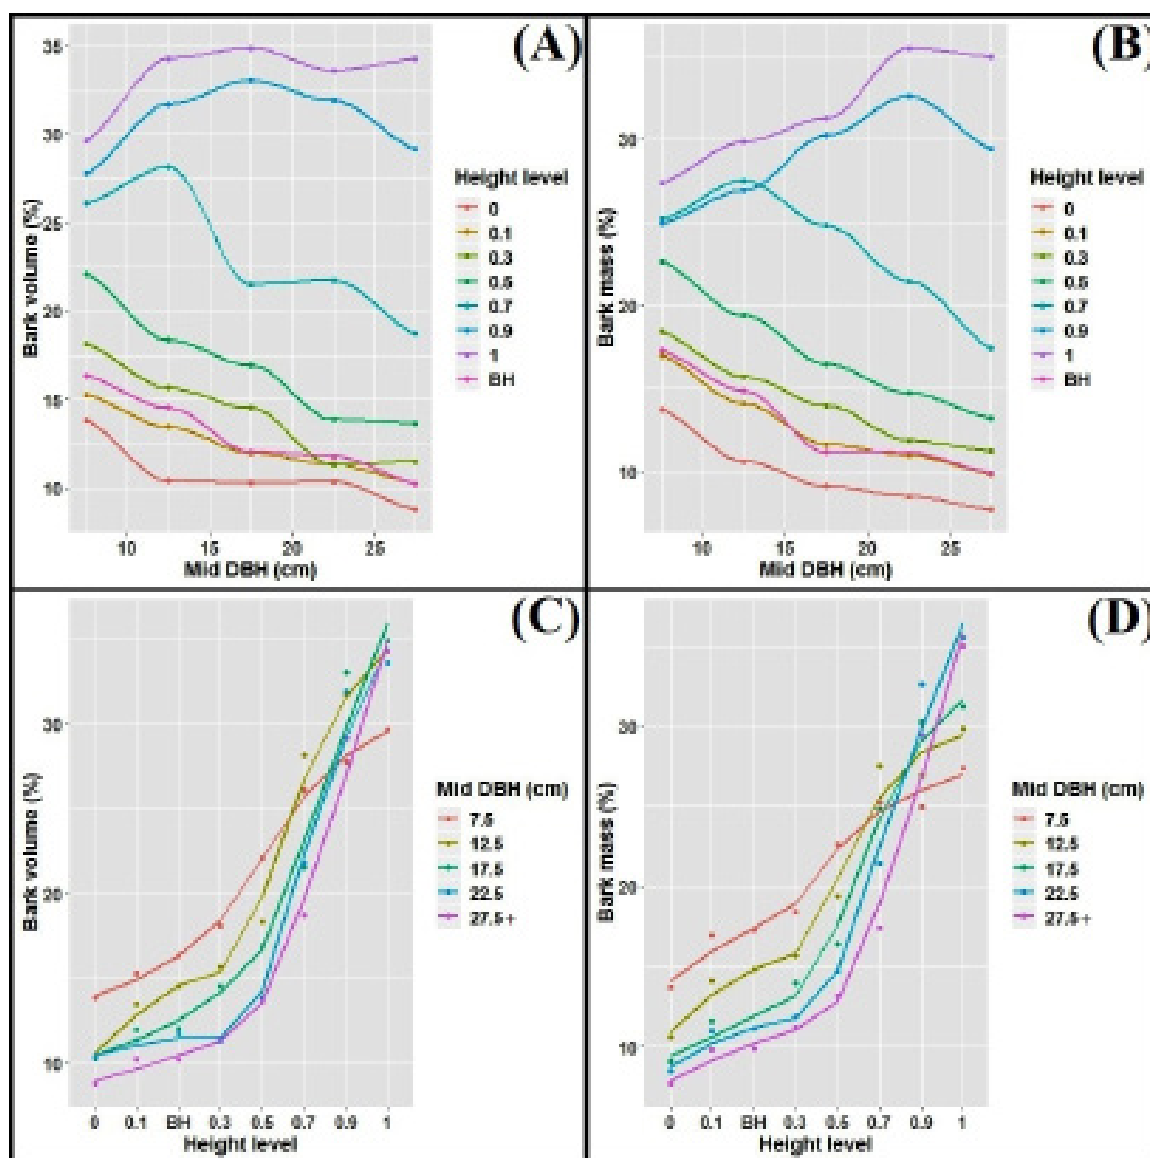 (A)
Bark volume (%)
35
30
25
20
15
10
10 15 20 25
Mid DBH (cm)
Height level
0
0.1
0.3
0.5
0.7
0.9
1
BH
(B)
Bark mass (%)
30
20
10
10 15 20 25
Mid DBH (cm)
Height level
0
0.1
0.3
0.5
0.7
0.9
1
BH
(C)
Bark volume (%)
30
20
10
0 0.1 BH 0.3 0.5 0.7 0.9 1
Height level
Mid DBH (cm)
7.5
12.5
17.5
22.5
27.5+
(D)
Bark mass (%)
30
20
10
0 0.1 BH 0.3 0.5 0.7 0.9 1
Height level
Mid DBH (cm)
7.5
12.5
17.5
22.5
27.5+